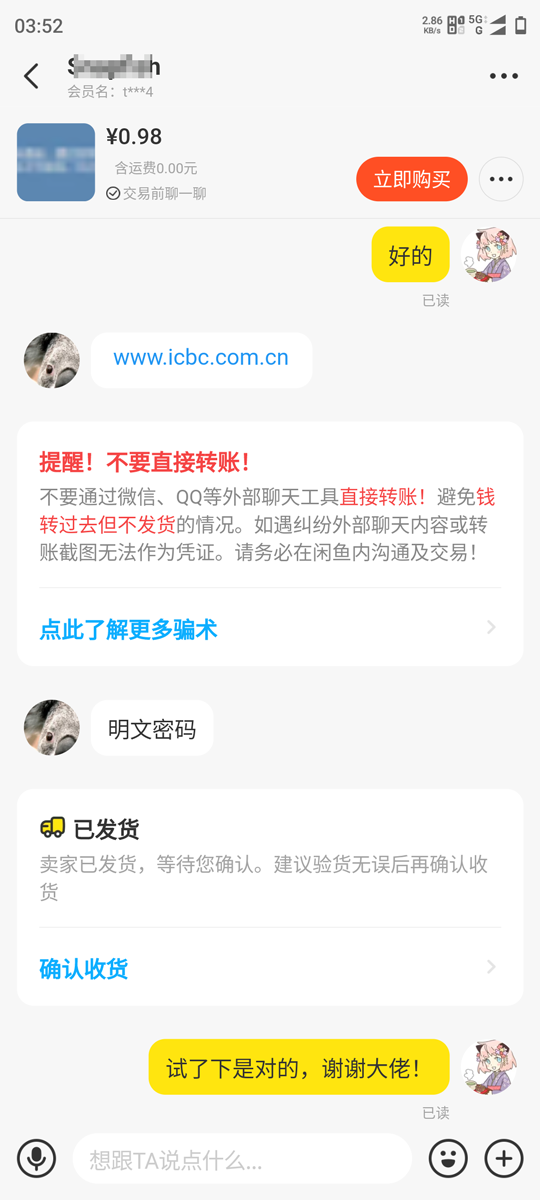 03:52
2.86
KB/s
HD
1
2
5G
G
会员名：t***4
¥0.98
含运费0.00元
交易前聊一聊
立即购买
好的
已读
www.icbc.com.cn
提醒！不要直接转账！
不要通过微信、QQ等外部聊天工具直接转账！避免钱
转过去但不发货的情况。如遇纠纷外部聊天内容或转
账截图无法作为凭证。请务必在闲鱼内沟通及交易！
点此了解更多骗术
明文密码
已发货
卖家已发货，等待您确认。建议验货无误后再确认收
货
确认收货
试了下是对的，谢谢大佬！
已读
想跟TA说点什么...